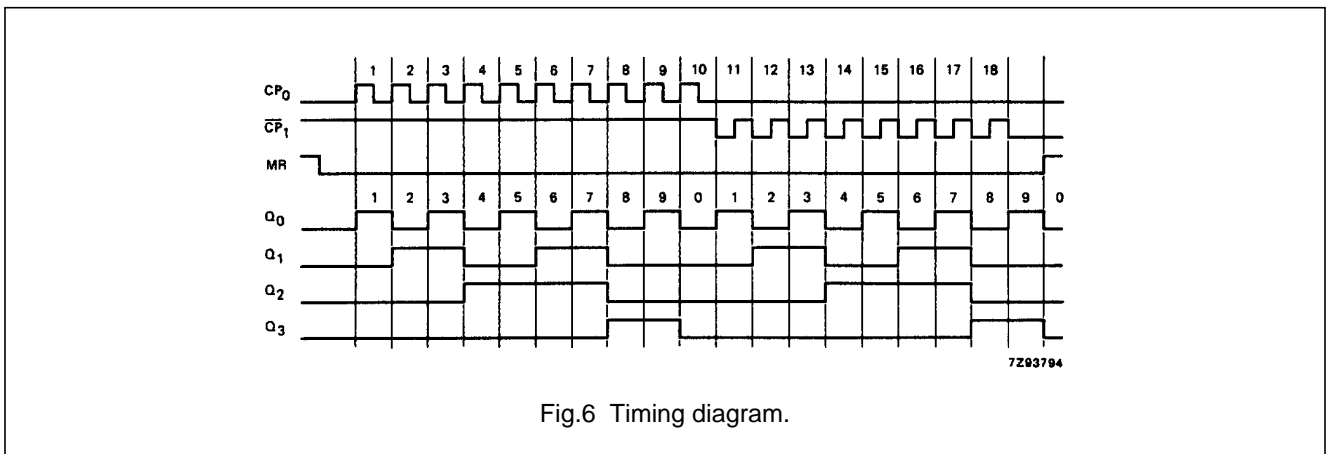 1 2 3 4 5 6 7 8 9 10 11 12 13 14 15 16 17 18
CP0
CP1
MR
1 2 3 4 5 6 7 8 9 0 1 2 3 4 5 6 7 8 9 0
Q0
Q1
Q2
Q3
7Z93794
Fig.6 Timing diagram.